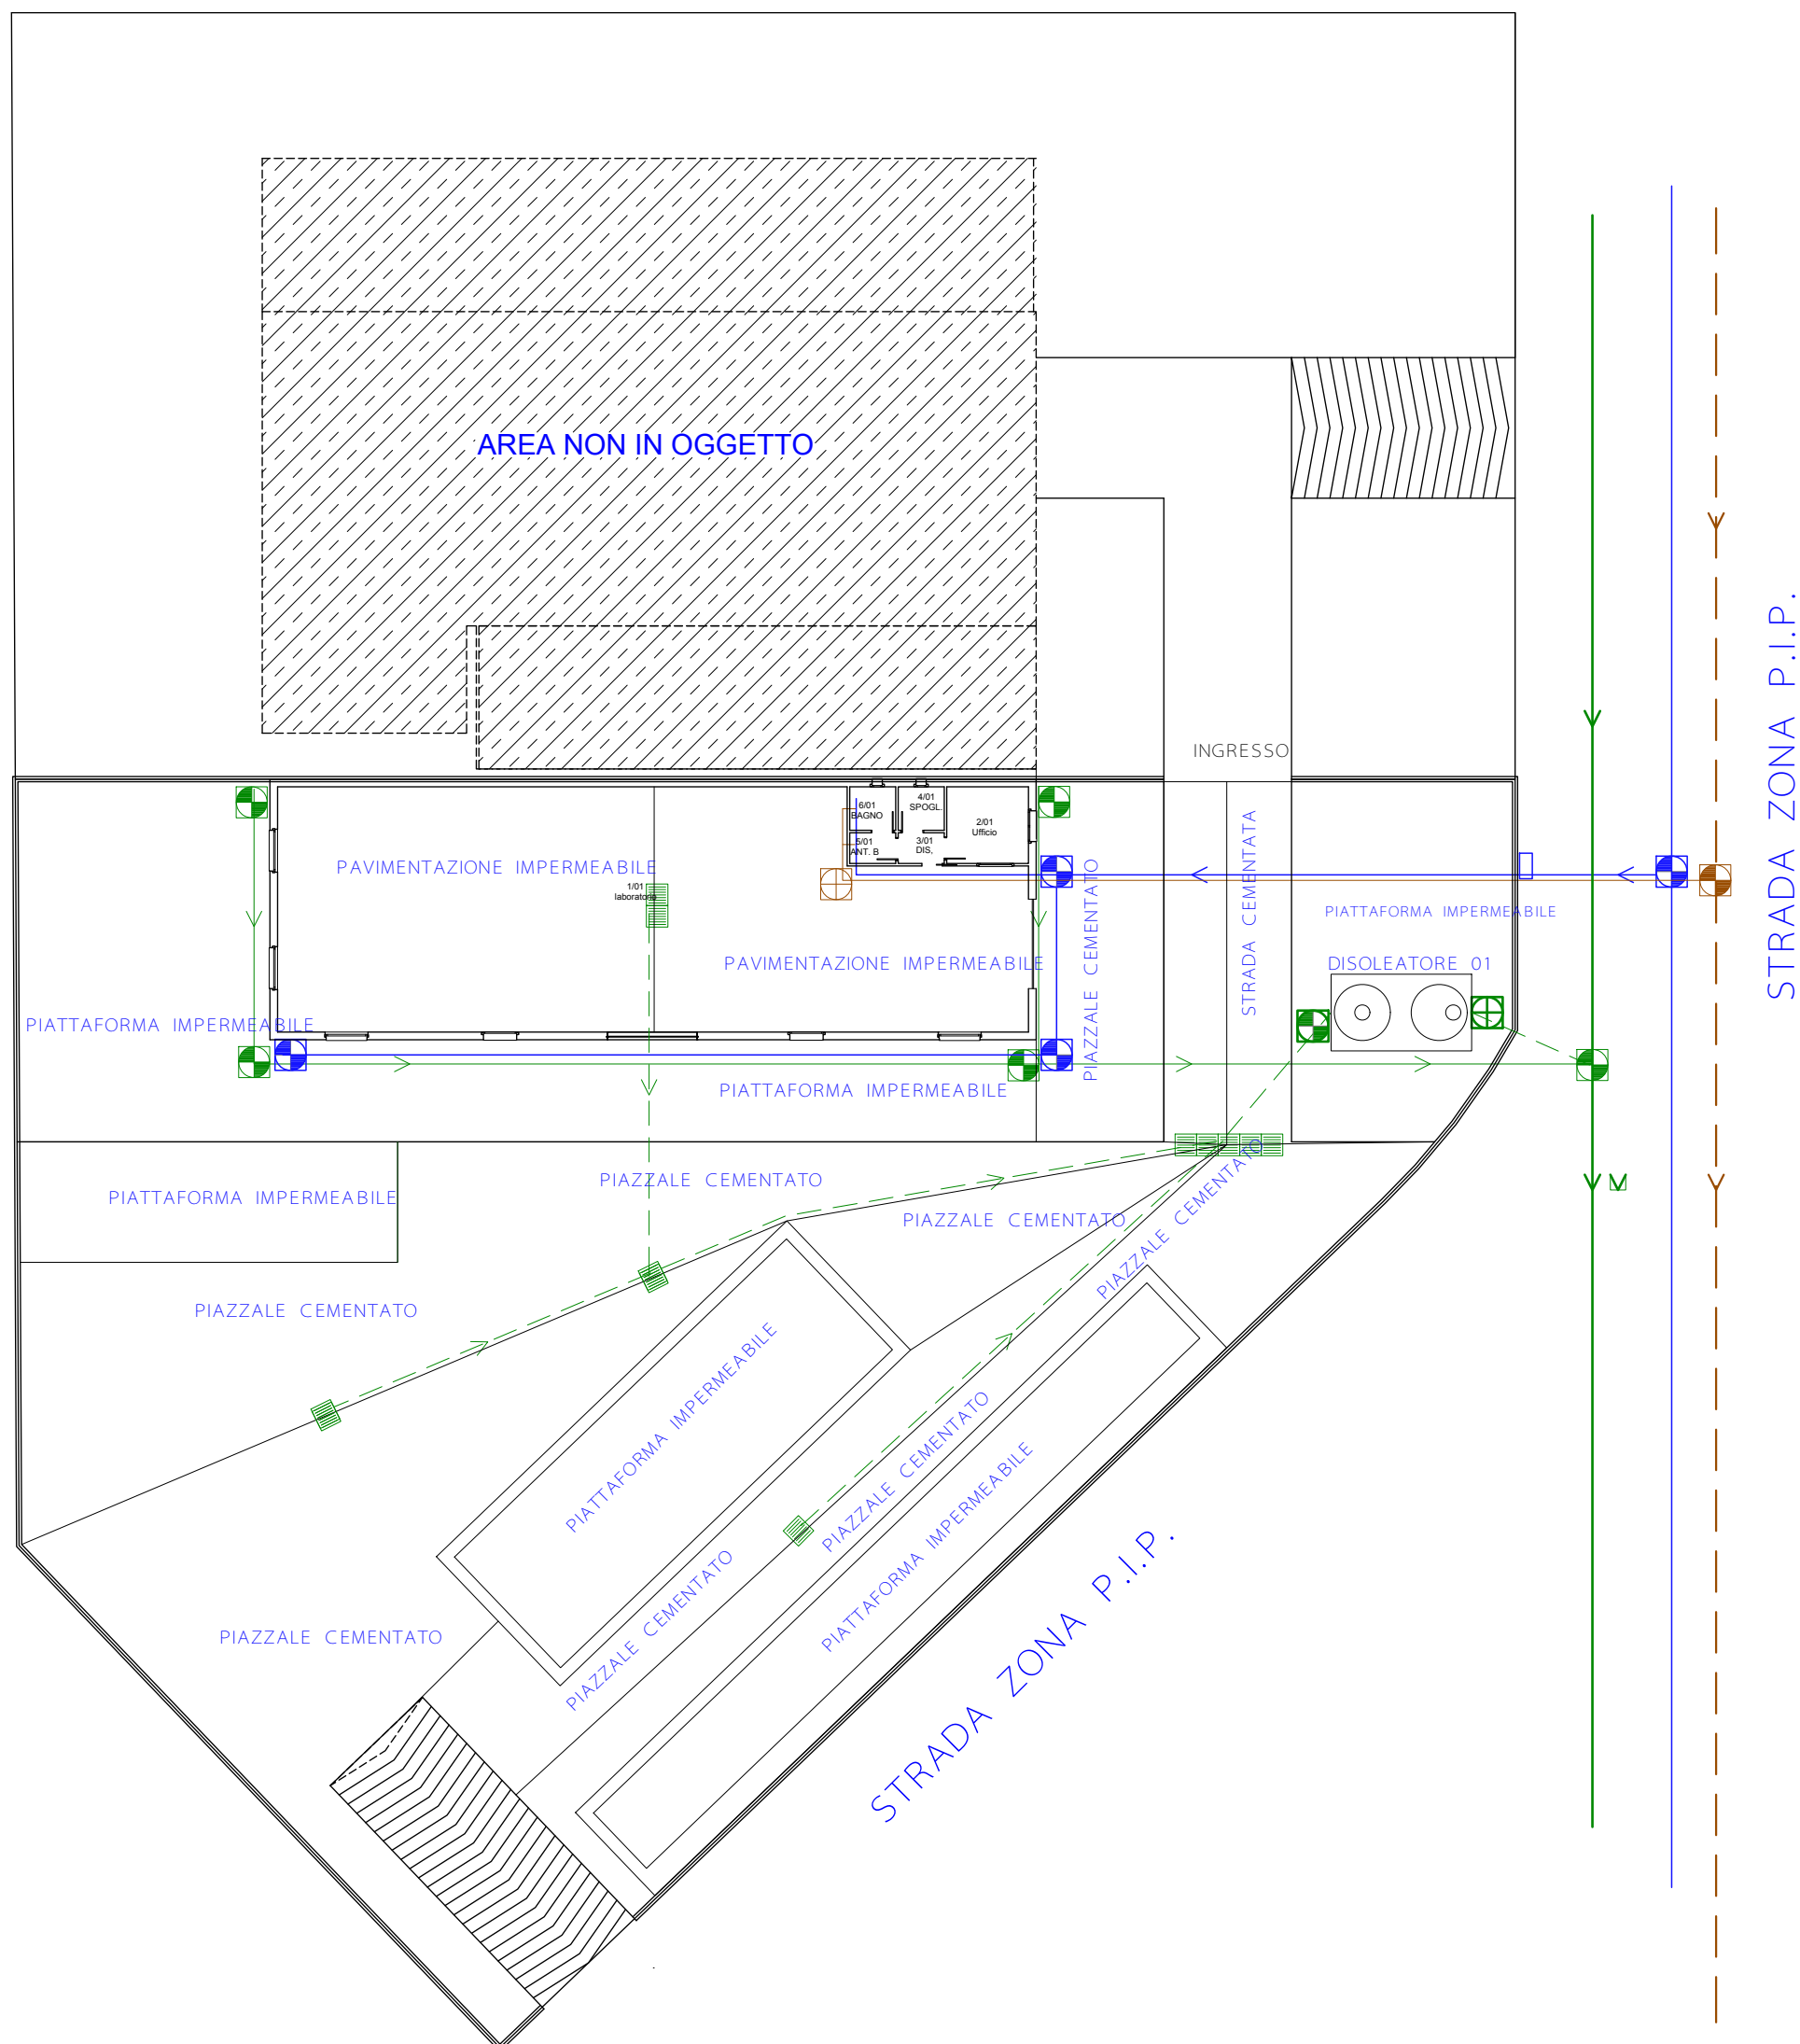 AREA NON IN OGGETTO
STRADA ZONA P.I.P.
INGRESSO
6/01
BAGNO
4/01
SPOGL.
2/01
Ufficio
5/01
ANT. B
3/01
DIS,
PAVIMENTAZIONE IMPERMEABILE
1/01
laboratorio
PAVIMENTAZIONE IMPERMEABILE
PIAZZALE CEMENTATO
STRADA CEMENTATA
PIATTAFORMA IMPERMEABILE
DISOLEATORE 01
PIATTAFORMA IMPERMEABILE
PIATTAFORMA IMPERMEABILE
PIAZZALE CEMENTATO
PIATTAFORMA IMPERMEABILE
PIAZZALE CEMENTATO
PIAZZALE CEMENTATO
PIAZZALE CEMENTATO
PIATTAFORMA IMPERMEABILE
PIAZZALE CEMENTATO
PIATTAFORMA IMPERMEABILE
PIAZZALE CEMENTATO
PIAZZALE CEMENTATO
STRADA ZONA P.I.P.